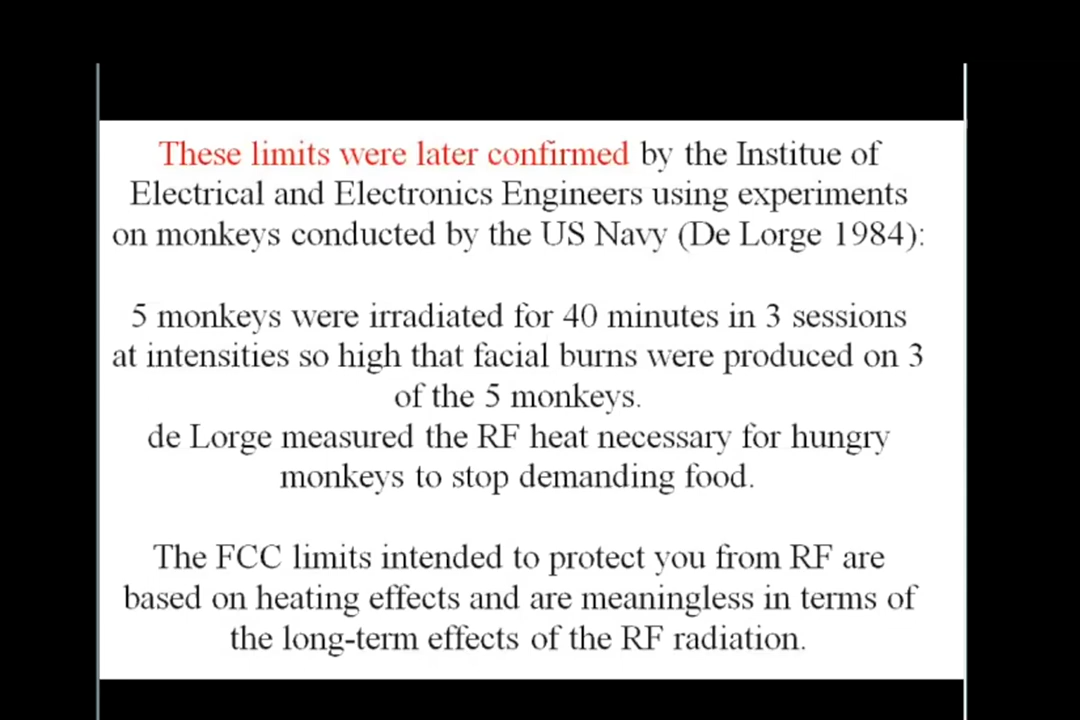 These limits were later confirmed by the Institue of
Electrical and Electronics Engineers using experiments
on monkeys conducted by the US Navy (De Lorge 1984):
5 monkeys were irradiated for 40 minutes in 3 sessions
at intensities so high that facial burns were produced on 3
of the 5 monkeys.
de Lorge measured the RF heat necessary for hungry
monkeys to stop demanding food.
The FCC limits intended to protect you from RF are
based on heating effects and are meaningless in terms of
the long-term effects of the RF radiation.